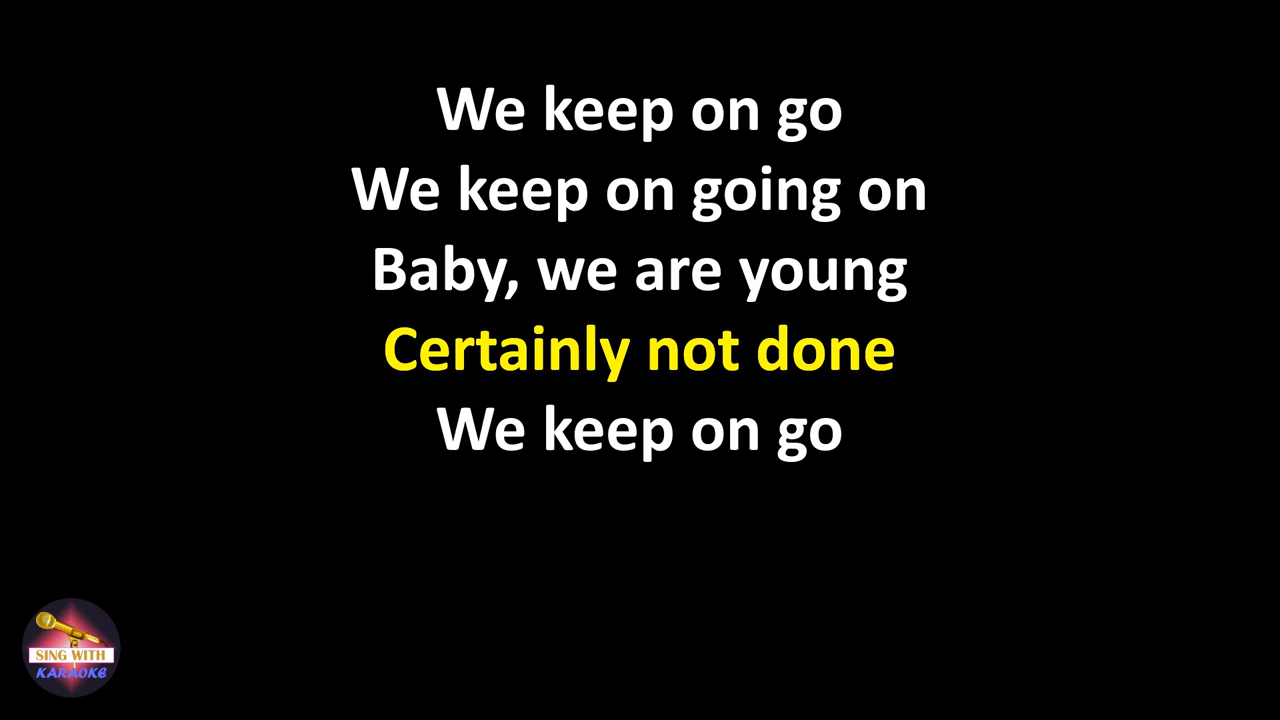 We keep on go
We keep on going on
Baby, we are young
Certainly not done
We keep on go
SING WITH
KARAOKE